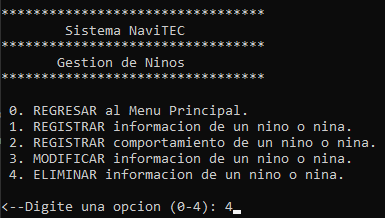 *********************************
Sistema NaviTEC
*********************************
Gestion de Ninos
*********************************
0. REGRESAR al Menu Principal.
1. REGISTRAR informacion de un nino o nina.
2. REGISTRAR comportamiento de un nino o nina.
3. MODIFICAR informacion de un nino o nina.
4. ELIMINAR informacion de un nino o nina.
<--Digite una opcion (0-4): 4